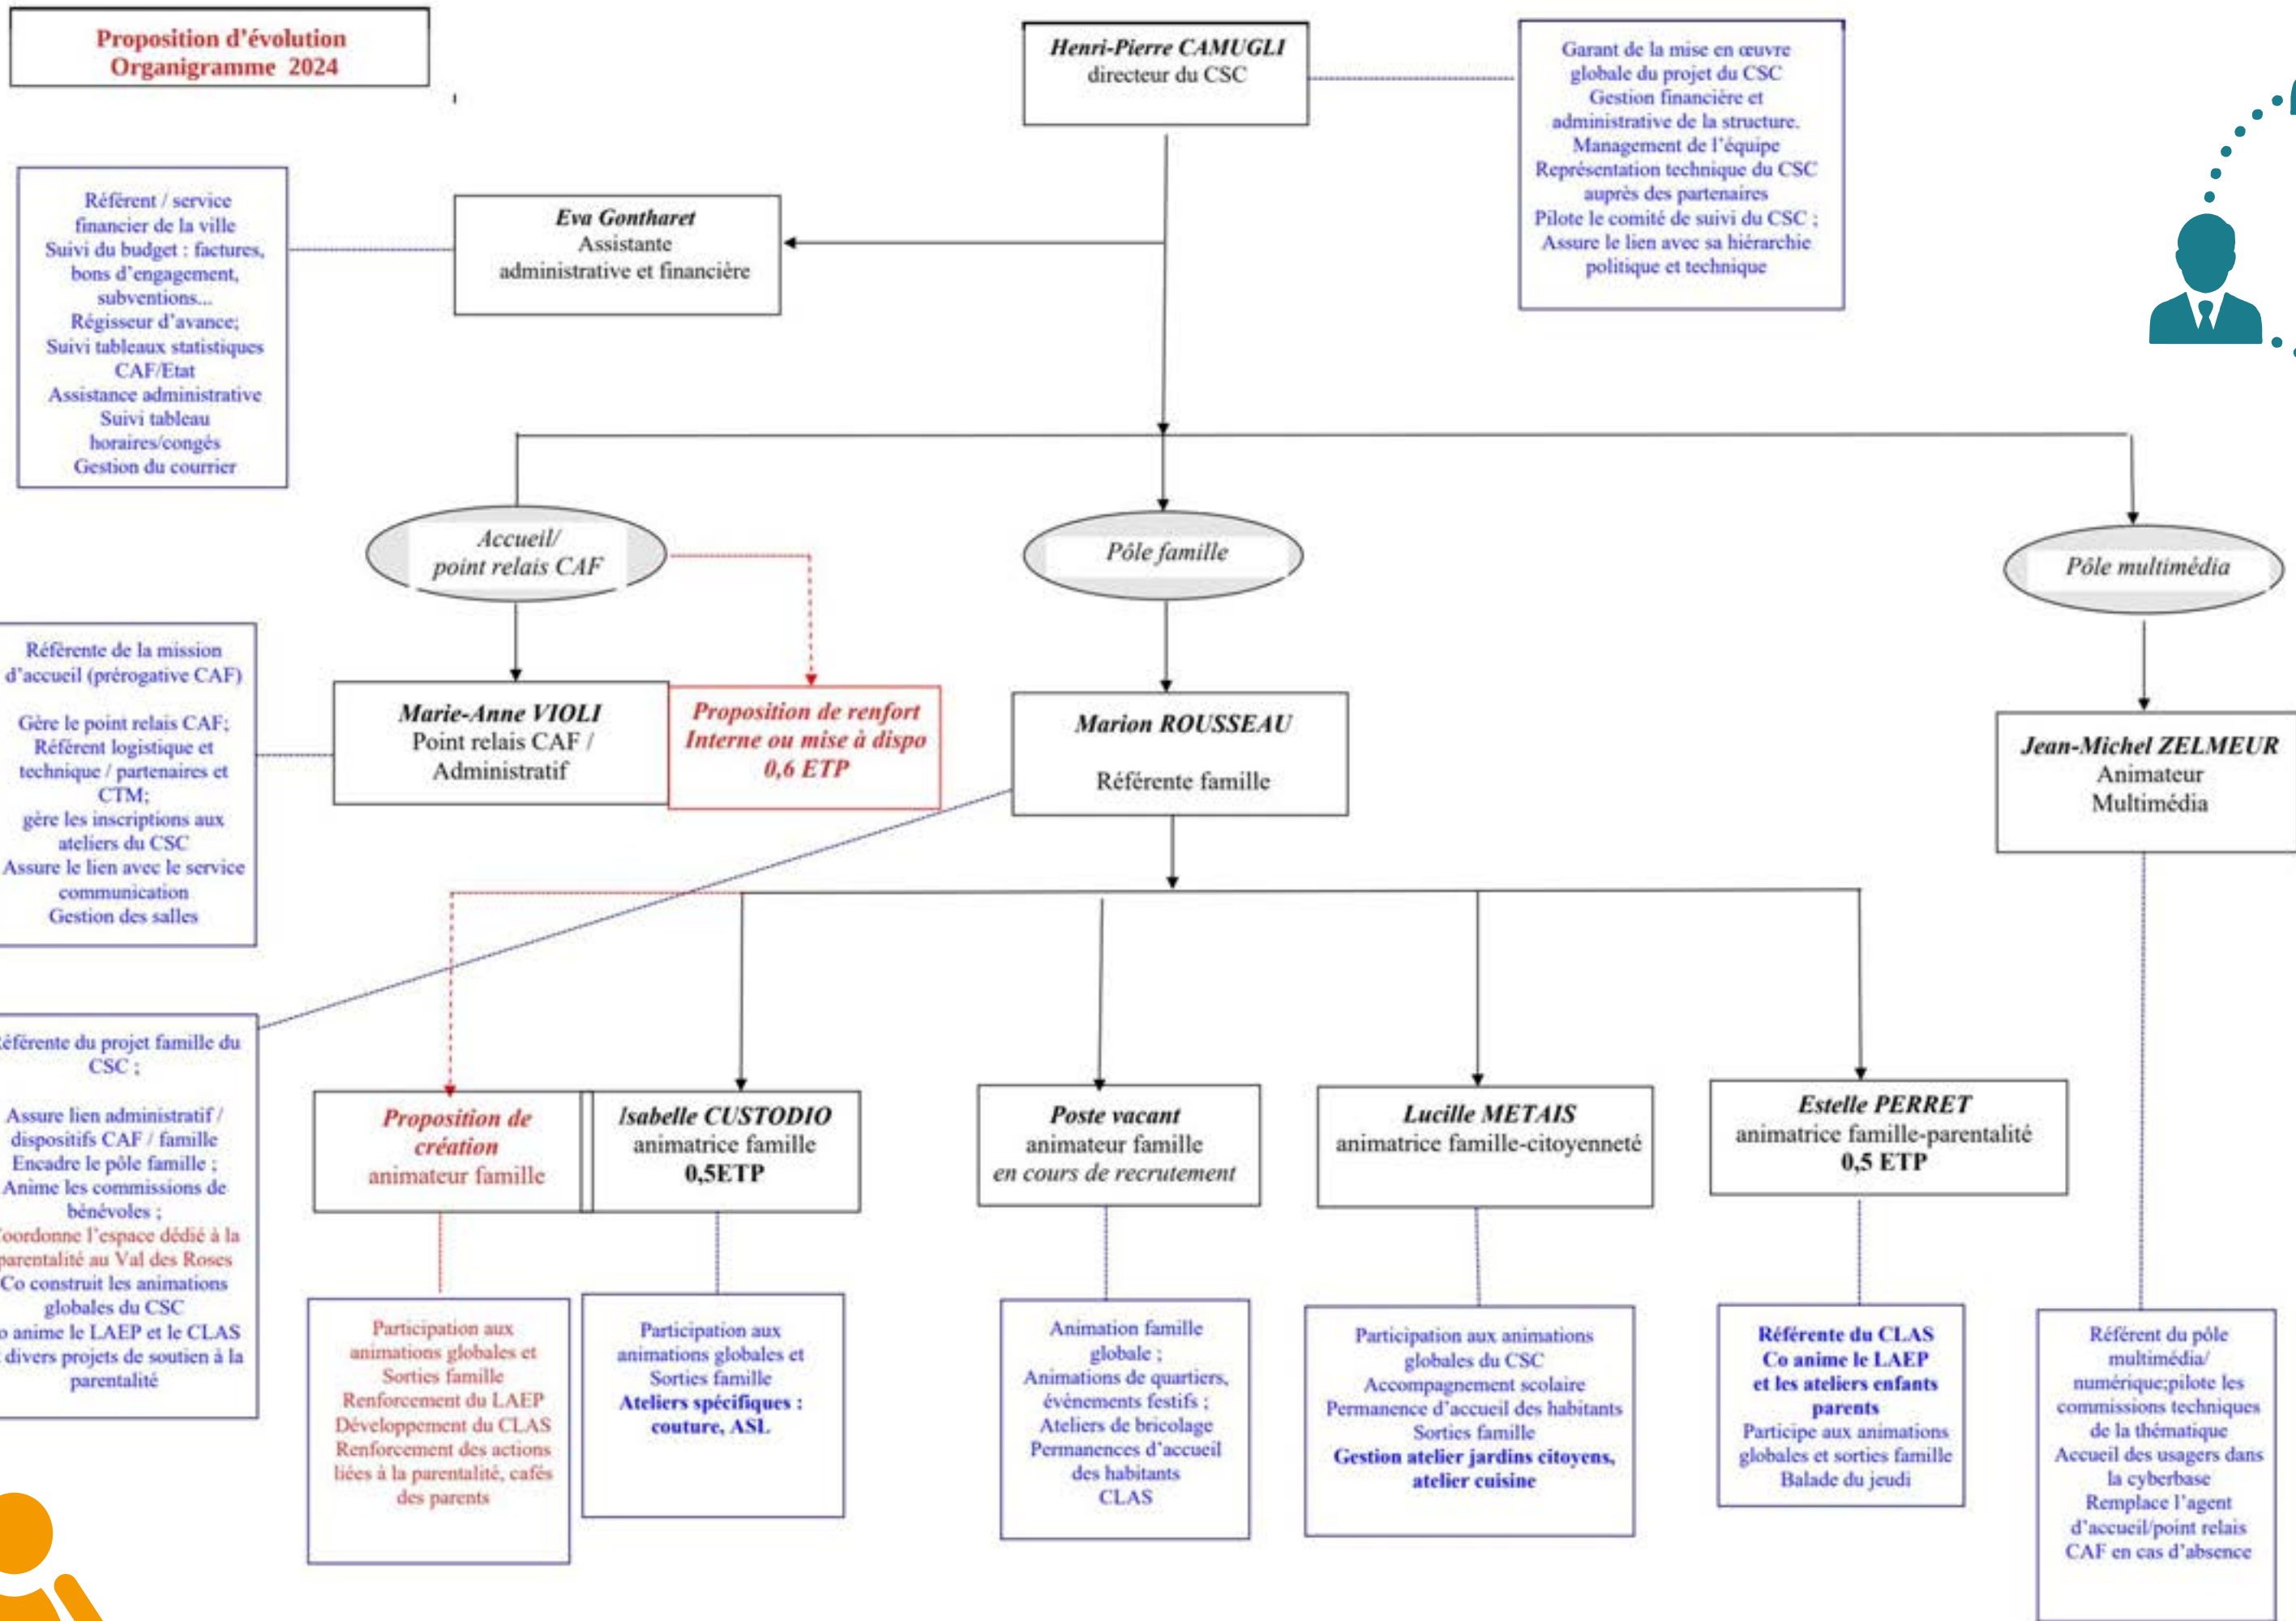 Proposition d'évolution
Organigramme 2024
Henri-Pierre CAMUGLI
directeur du CSC
Garant de la mise en œuvre
globale du projet du CSC
Gestion financière et
administrative de la structure.
Management de l'équipe
Représentation technique du CSC
auprès des partenaires
Pilote le comité de suivi du CSC ;
Assure le lien avec sa hiérarchie
politique et technique
Référent / service
financier de la ville
Suivi du budget : factures,
bons d'engagement,
subventions...
Régisseur d'avance;
Suivi tableaux statistiques
CAF/Etat
Assistance administrative
Suivi tableau
horaires/congés
Gestion du courrier
Eva Gontharet
Assistante
administrative et financière
Accueil/
point relais CAF
Pôle famille
Pôle multimédia
Référente de la mission
d'accueil (prérogative CAF)
Gère le point relais CAF;
Référent logistique et
technique / partenaires et
CTM;
gère les inscriptions aux
ateliers du CSC
Assure le lien avec le service
communication
Gestion des salles
Marie-Anne VIOLI
Point relais CAF /
Administratif
Proposition de renfort
Interne ou mise à dispo
0,6 ETP
Marion ROUSSEAU
Référente famille
Jean-Michel ZELMEUR
Animateur
Multimédia
éférente du projet famille du
CSC ;
Assure lien administratif /
dispositifs CAF / famille
Encadre le pôle famille ;
Anime les commissions de
bénévoles ;
oordonne l'espace dédié à la
parentalité au Val des Roses
Co construit les animations
globales du CSC
o anime le LAEP et le CLAS
divers projets de soutien à la
parentalité
Proposition de
création
animateur famille
Isabelle CUSTODIO
animatrice famille
0,5ETP
Poste vacant
animateur famille
en cours de recrutement
Lucille METAIS
animatrice famille-citoyenneté
Estelle PERRET
animatrice famille-parentalité
0,5 ETP
Participation aux
animations globales et
Sorties famille
Renforcement du LAEP
Développement du CLAS
Renforcement des actions
liées à la parentalité, cafés
des parents
Participation aux
animations globales et
Sorties famille
Ateliers spécifiques :
couture, ASL
Animation famille
globale ;
Animations de quartiers,
évènements festifs ;
Ateliers de bricolage
Permanences d'accueil
des habitants
CLAS
Participation aux animations
globales du CSC
Accompagnement scolaire
Permanence d'accueil des habitants
Sorties famille
Gestion atelier jardins citoyens,
atelier cuisine
Référente du CLAS
Co anime le LAEP
et les ateliers enfants
parents
Participe aux animations
globales et sorties famille
Balade du jeudi
Référent du pôle
multimédia/
numérique;pilote les
commissions techniques
de la thématique
Accueil des usagers dans
la cyberbase
Remplace l'agent
d'accueil/point relais
CAF en cas d'absence